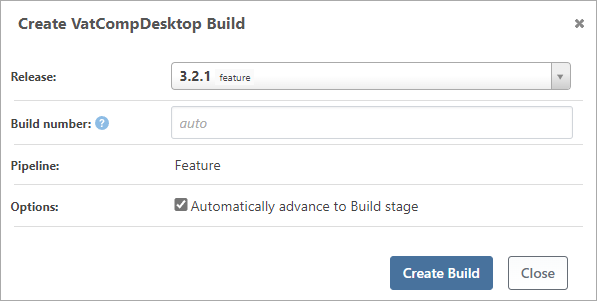 Create VatCompDesktop Build
Release: 3.2.1 feature
Build number: ? auto
Pipeline: Feature
Options: Automatically advance to Build stage
Create Build Close